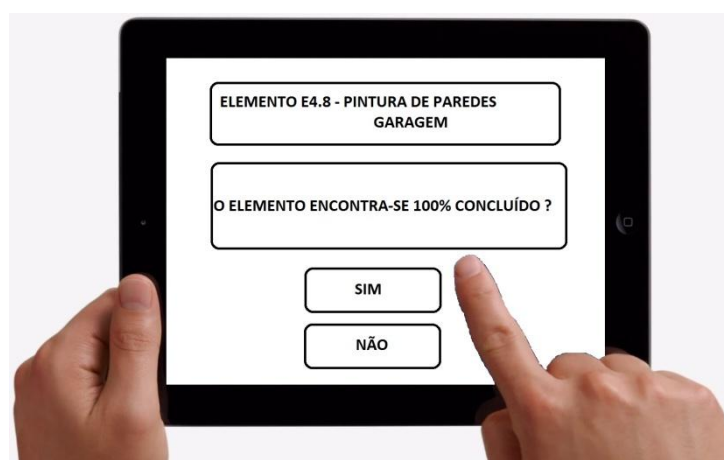 ELEMENTO E4.8 - PINTURA DE PAREDES
GARAGEM
O ELEMENTO ENCONTRA-SE 100% CONCLUÍDO ?
SIM
NÃO